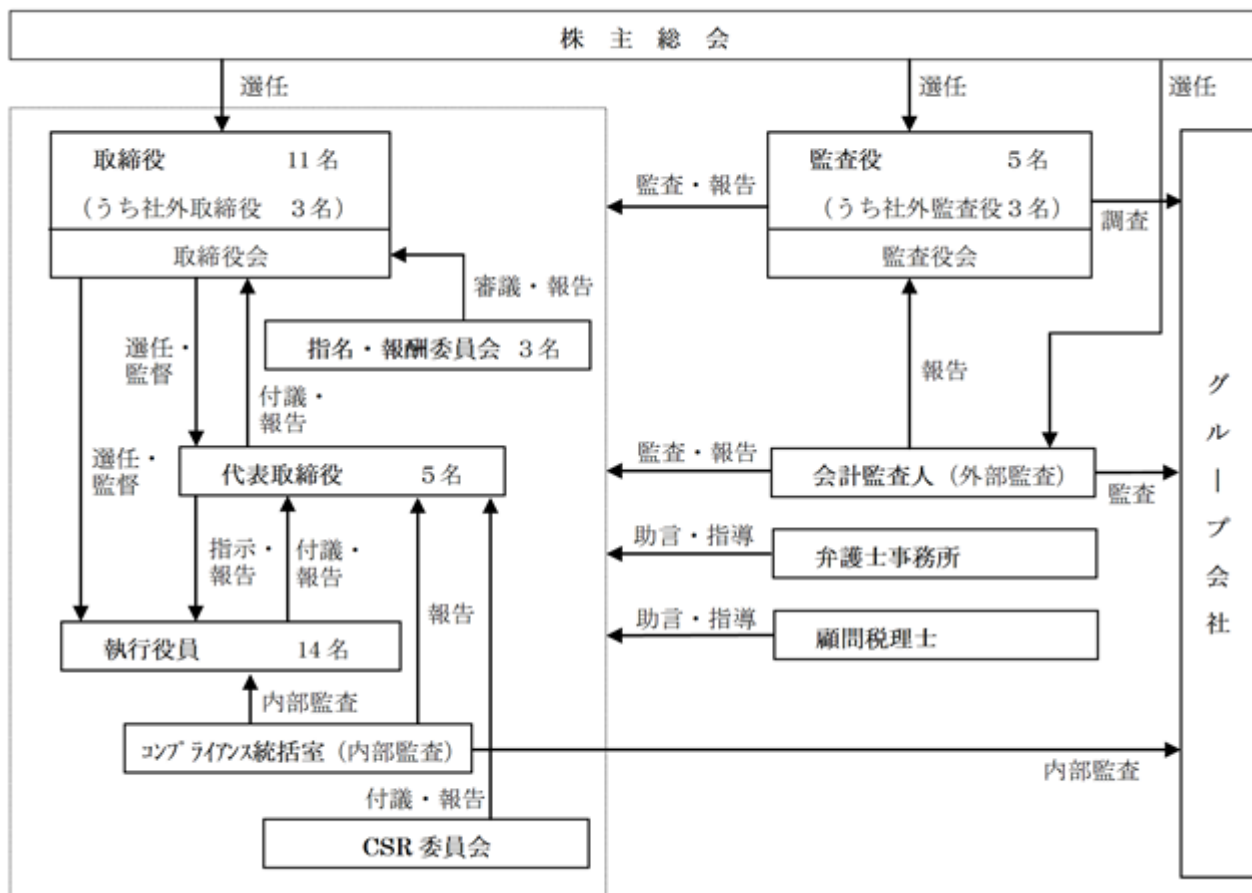 株 主 総 会
選任
選任
選任
取締役 11名
(うち社外取締役 3名)
取締役会
監査・報告
監査役 5名
(うち社外監査役3名)
監査役会
調査
審議・報告
指名・報酬委員会 3名
選任・
監督
付議・
報告
報告
選任・
監督
代表取締役 5名
監査・報告
会計監査人(外部監査)
監査
指示・
報告
付議・
報告
報告
助言・指導
弁護士事務所
助言・指導
顧問税理士
執行役員 14名
内部監査
コンプライアンス統括室(内部監査)
内部監査
付議・報告
CSR 委員会
グループ会社